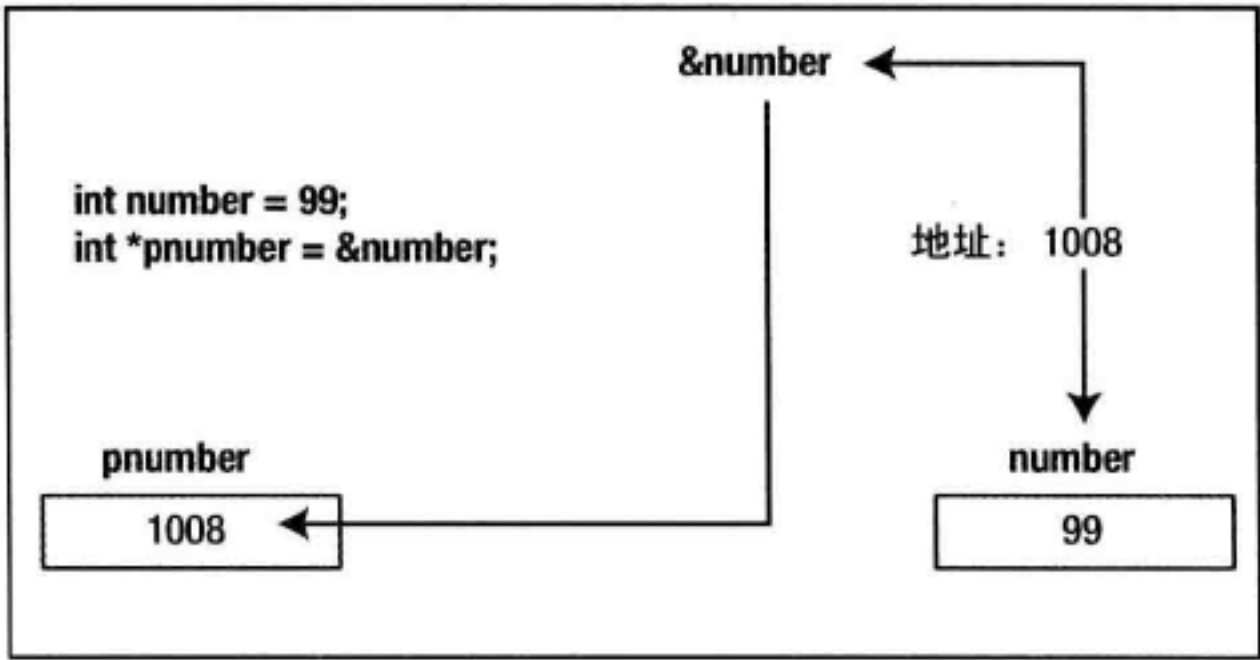 &number
int number = 99;
int *pnumber = &number;
地址： 1008
pnumber
number
1008
99